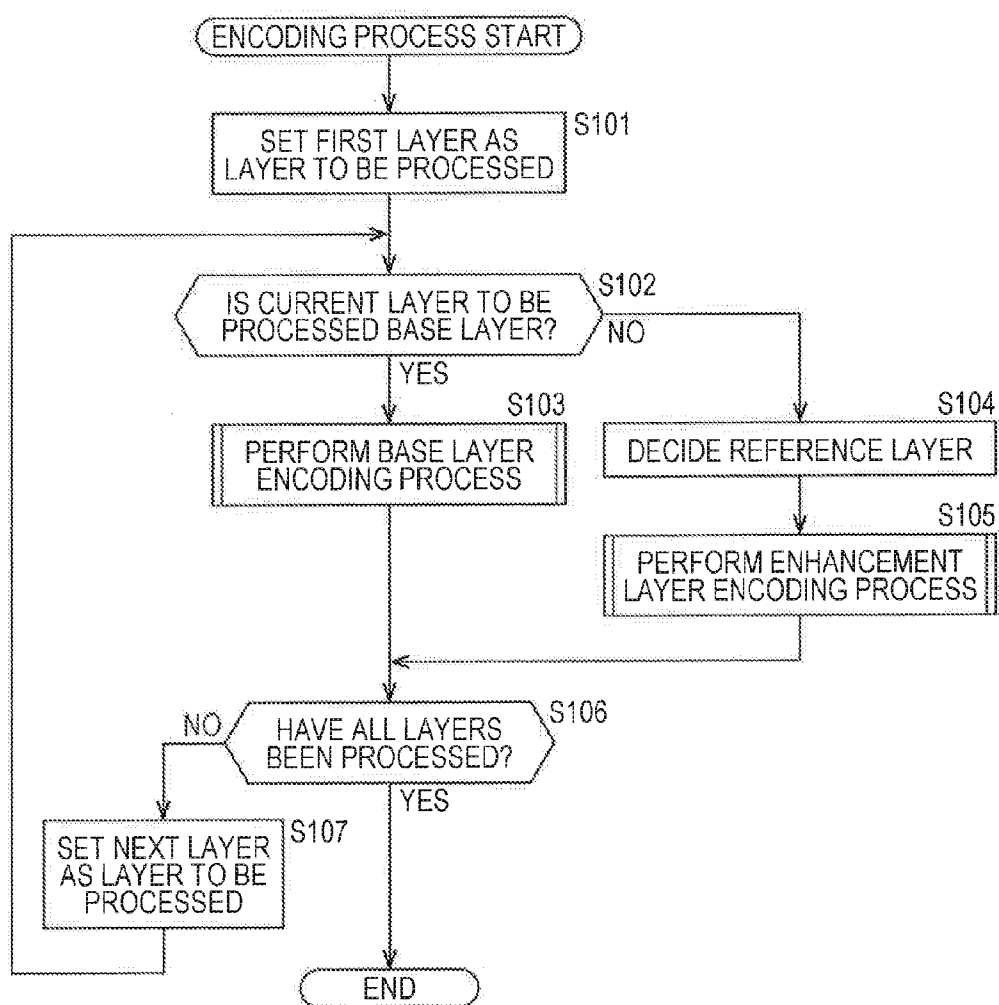 ENCODING PROCESS START
S101
SET FIRST LAYER AS
LAYER TO BE PROCESSED
S102
IS CURRENT LAYER TO BE
PROCESSED BASE LAYER?
NO
YES
S103
PERFORM BASE LAYER
ENCODING PROCESS
S104
DECIDE REFERENCE LAYER
S105
PERFORM ENHANCEMENT
LAYER ENCODING PROCESS
S106
HAVE ALL LAYERS
BEEN PROCESSED?
NO
YES
S107
SET NEXT LAYER
AS LAYER TO BE
PROCESSED
END